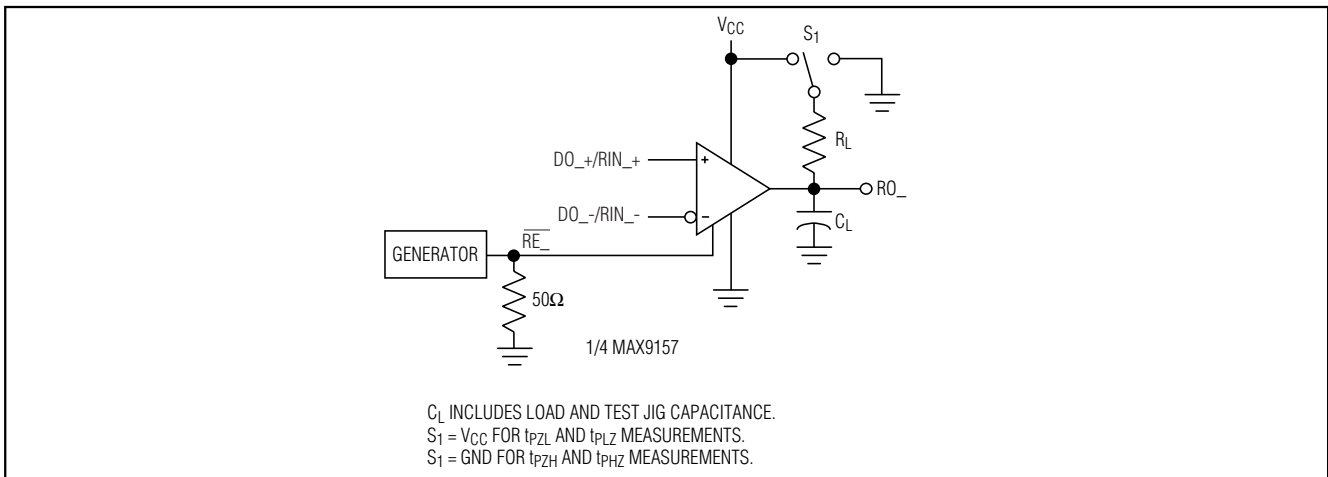 VCC
S1
RL
DO_+/RIN_+
+
RO_
DO_-/RIN_-
-
CL
RE_
GENERATOR
50Ω
1/4 MAX9157
CL INCLUDES LOAD AND TEST JIG CAPACITANCE.
S1 = VCC FOR tPZL AND tPLZ MEASUREMENTS.
S1 = GND FOR tPZH AND tPHZ MEASUREMENTS.